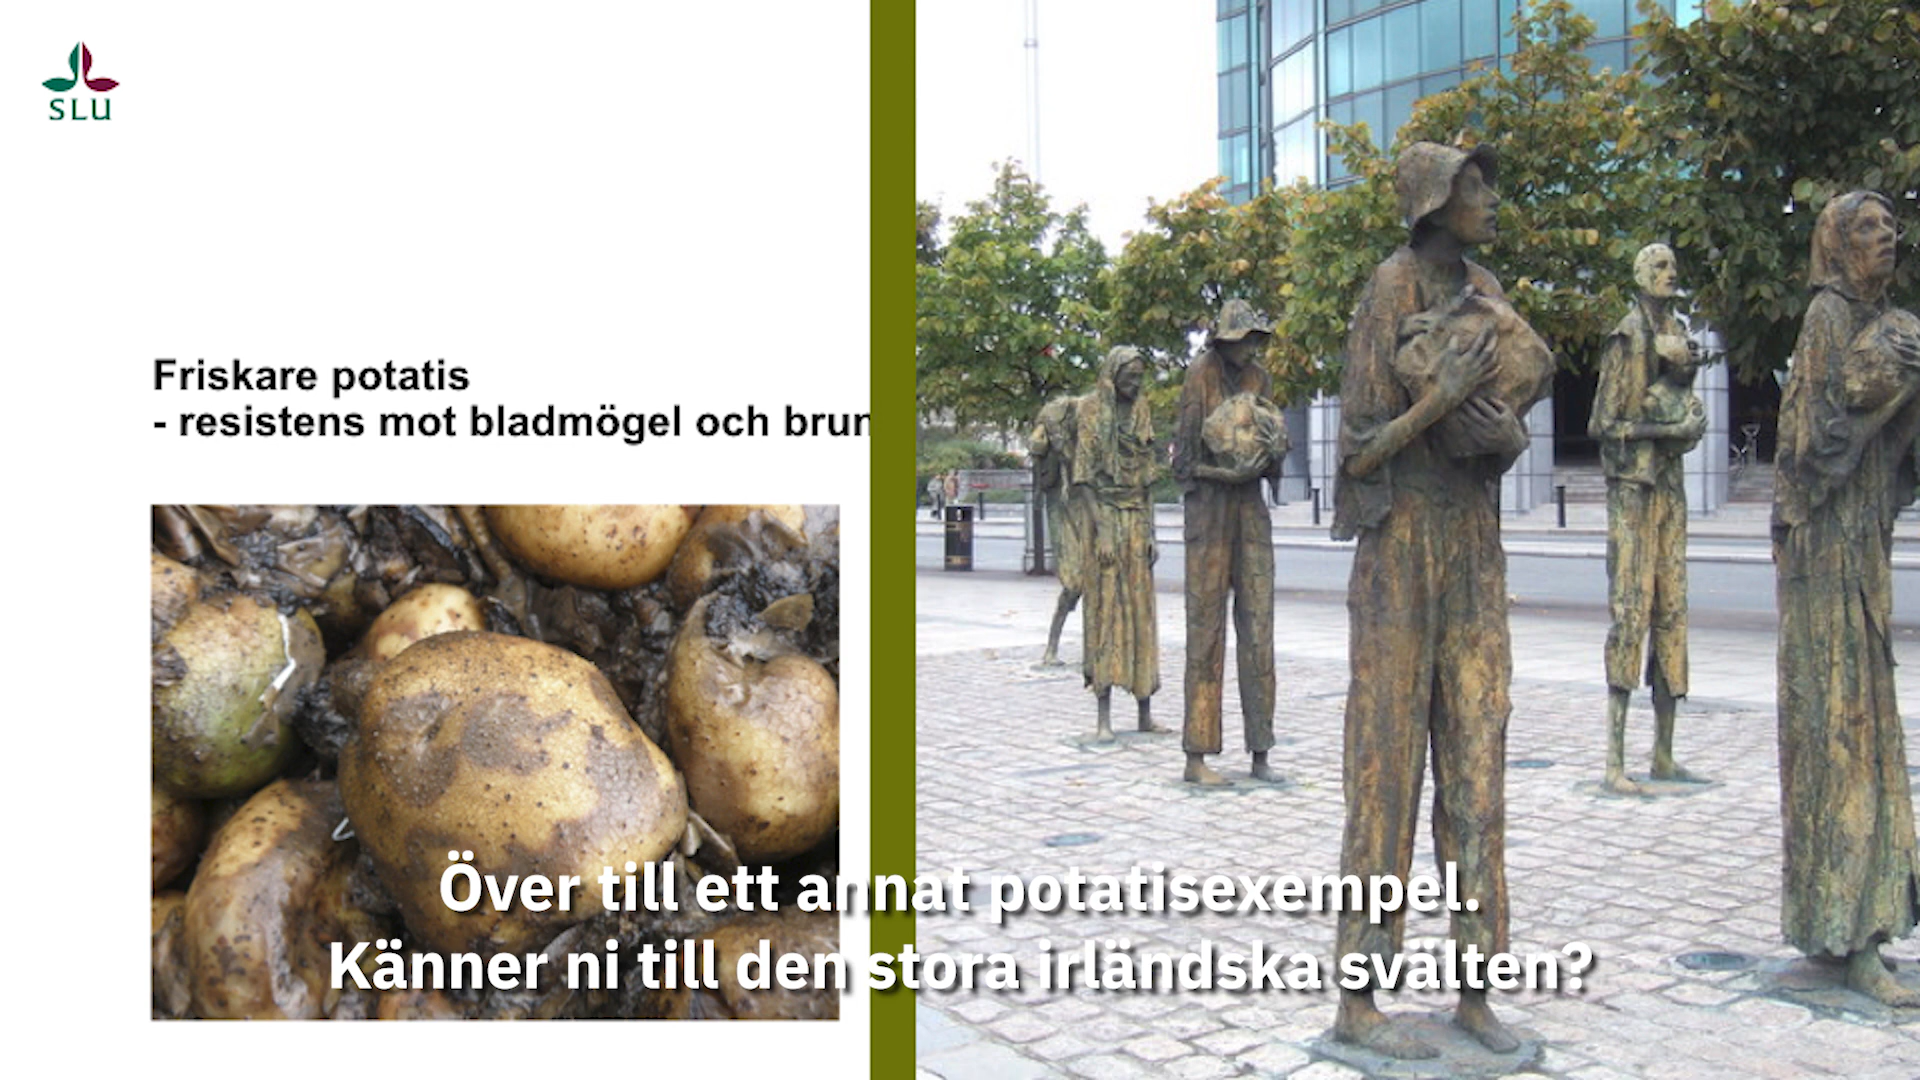 SLU
Friskare potatis
- resistens mot bladmögel och brun
Över till ett annat potatisexempel.
Känner ni till den stora irländska svälten?